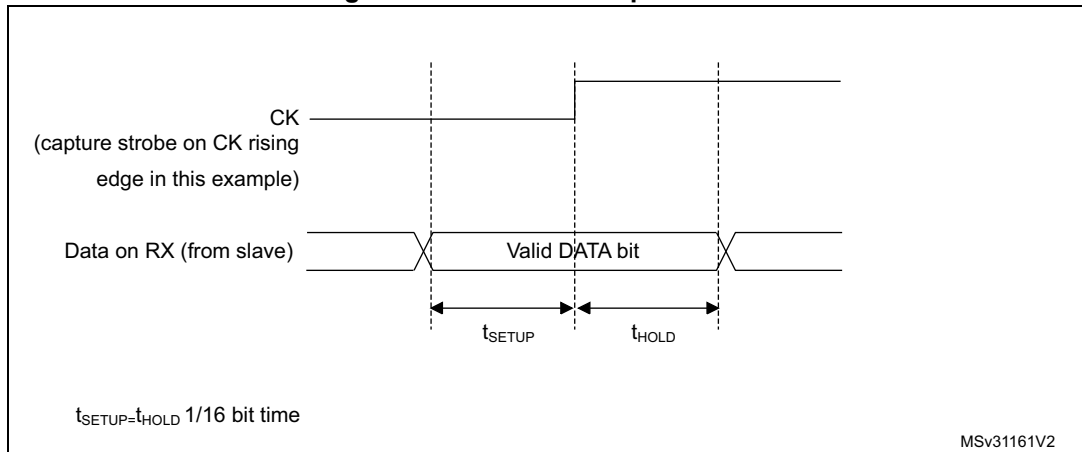 CK
(capture strobe on CK rising
edge in this example)
Data on RX (from slave)
Valid DATA bit
tSETUP
tHOLD
tSETUP=tHOLD 1/16 bit time
MSv31161V2